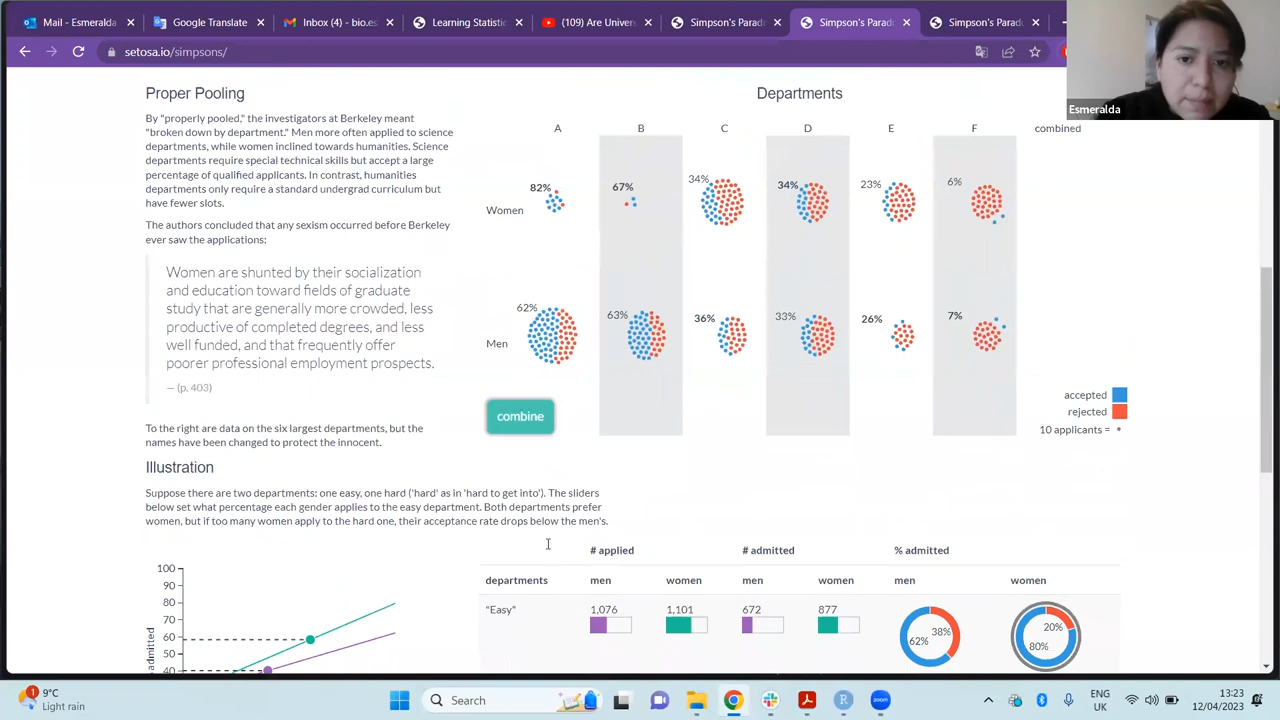 Mail - Esmeralda
Google Translate
Inbox (4) - bio.es
Learning Statistic
(109) Are Univer
Simpson's Parad
Simpson's Parad
Simpson's Parad
setosa.io/simpsons/
Esmeralda
Proper Pooling
By "properly pooled," the investigators at Berkeley meant
"broken down by department." Men more often applied to science
departments, while women inclined towards humanities. Science
departments require special technical skills but accept a large
percentage of qualified applicants. In contrast, humanities
departments only require a standard undergrad curriculum but
have fewer slots.
The authors concluded that any sexism occurred before Berkeley
ever saw the applications:
Women are shunted by their socialization
and education toward fields of graduate
study that are generally more crowded, less
productive of completed degrees, and less
well funded, and that frequently offer
poorer professional employment prospects.
— (p. 403)
To the right are data on the six largest departments, but the
names have been changed to protect the innocent.
Departments
A B C D E F combined
82% 67% 34% 34% 23% 6%
Women
62% 63% 36% 33% 26% 7%
Men
combine
accepted
rejected
10 applicants =
Illustration
Suppose there are two departments: one easy, one hard ('hard' as in 'hard to get into'). The sliders
below set what percentage each gender applies to the easy department. Both departments prefer
women, but if too many women apply to the hard one, their acceptance rate drops below the men's.
100
90
80
70
60
50
40
admitted
# applied # admitted % admitted
departments men women men women men women
"Easy" 1,076 1,101 672 877
62% 38% 80% 20%
1
9°C
Light rain
Search
R
zoom
ENG
UK
13:23
12/04/2023